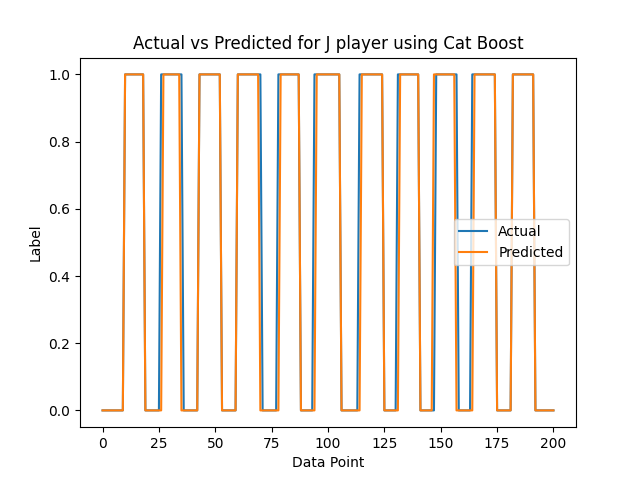 Actual vs Predicted for J player using Cat Boost
1.0
0.8
0.6
0.4
0.2
0.0
Label
Actual
Predicted
0 25 50 75 100 125 150 175 200
Data Point